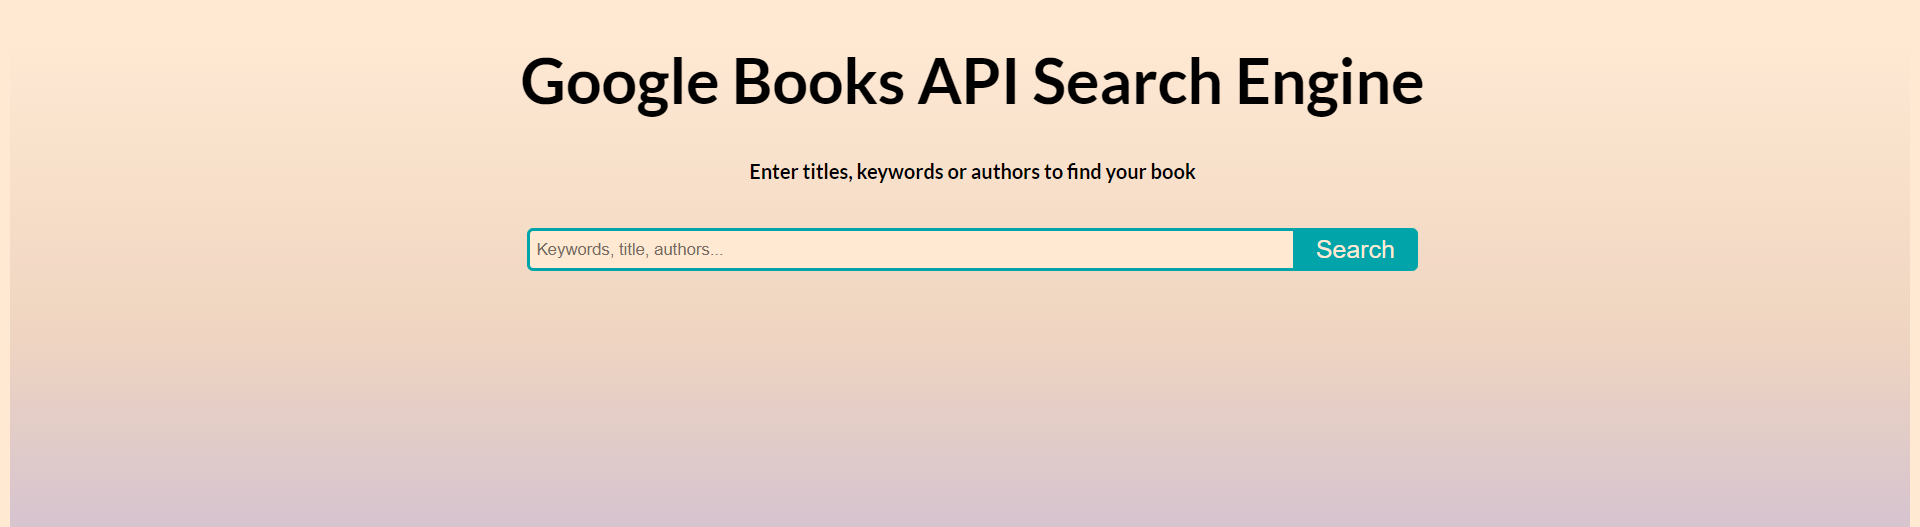 Google Books API Search Engine
Enter titles, keywords or authors to find your book
Keywords, title, authors...
Search